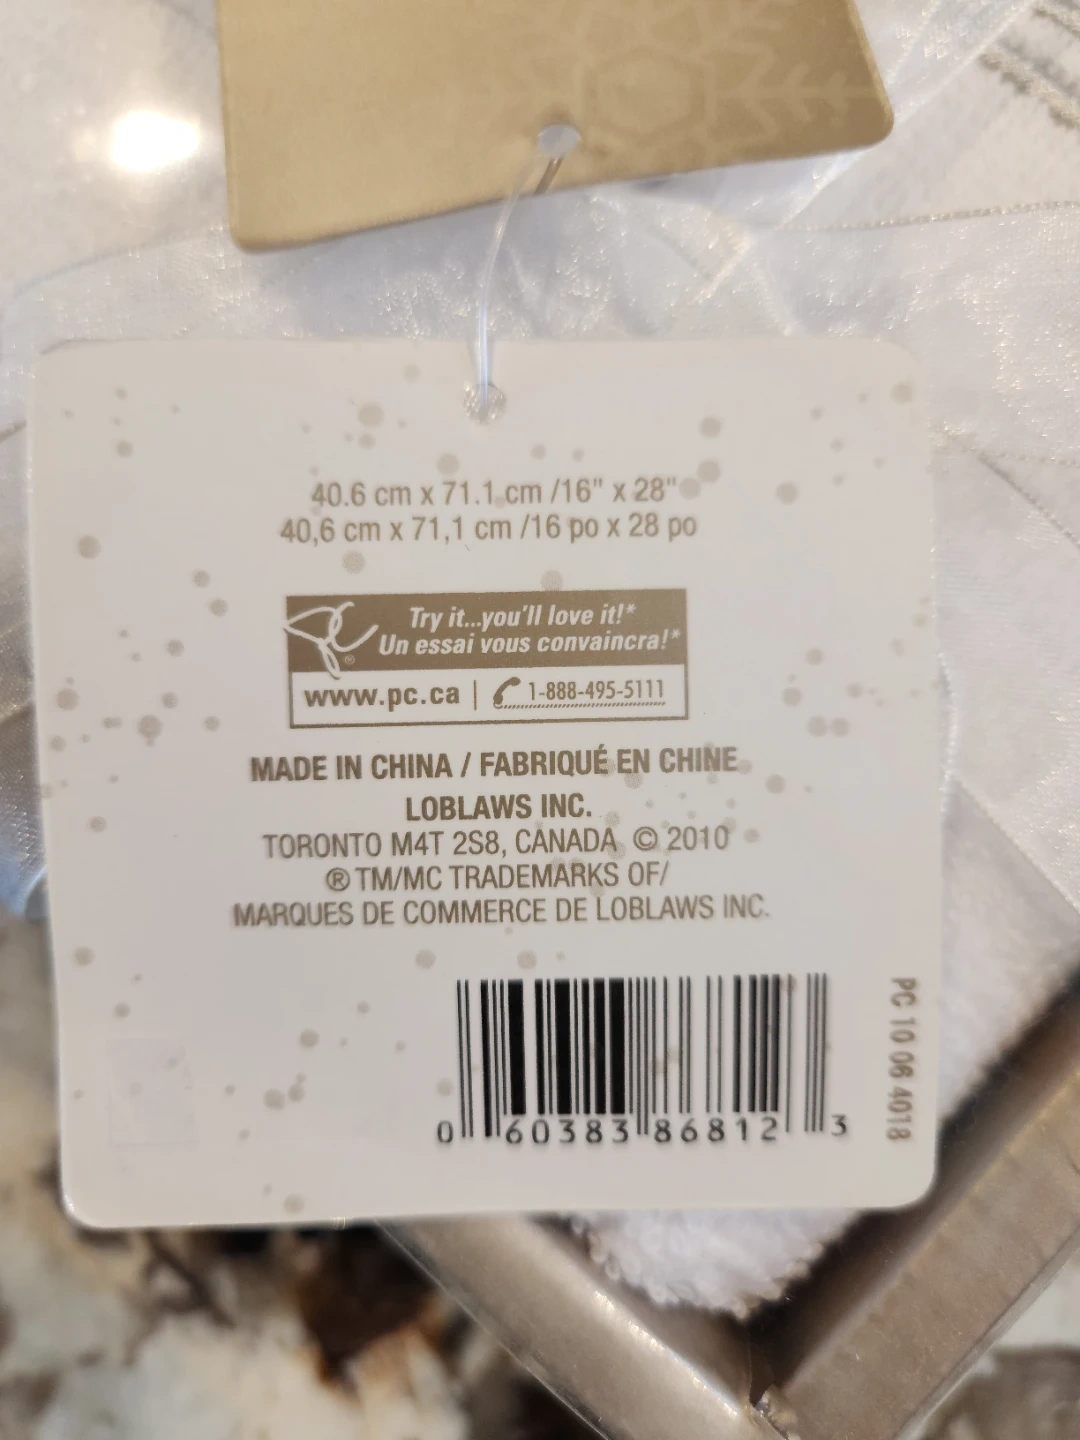 40.6 cm x 71.1 cm /16" x 28"
40,6 cm x 71,1 cm /16 po x 28 po
PC®
Try it...you'll love it!*
Un essai vous convaincra!*
www.pc.ca | 1-888-495-5111
MADE IN CHINA / FABRIQUÉ EN CHINE
LOBLAWS INC.
TORONTO M4T 2S8, CANADA © 2010
® TM/MC TRADEMARKS OF/
MARQUES DE COMMERCE DE LOBLAWS INC.
0 60383 86812 3
PC 10 06 4018